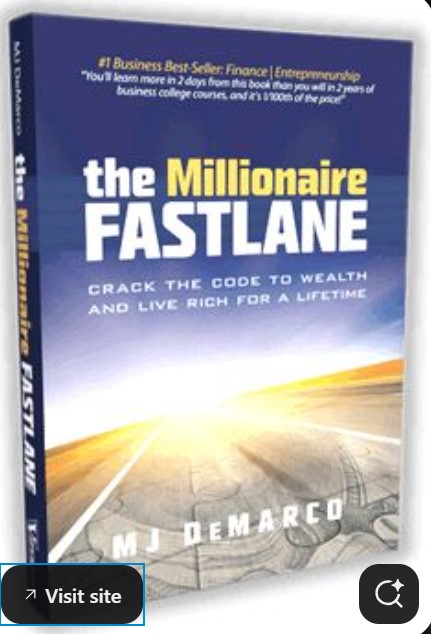 #1 Business Best-Seller: Finance | Entrepreneurship
"You'll learn more in 2 days from this book than you will in 2 years of
business college courses, and it's 1/100th of the price!"
the Millionaire
FASTLANE
CRACK THE CODE TO WEALTH
AND LIVE RICH FOR A LIFETIME
MJ DeMARCO
MJ DeMarco
the Millionaire FASTLANE
Visit site